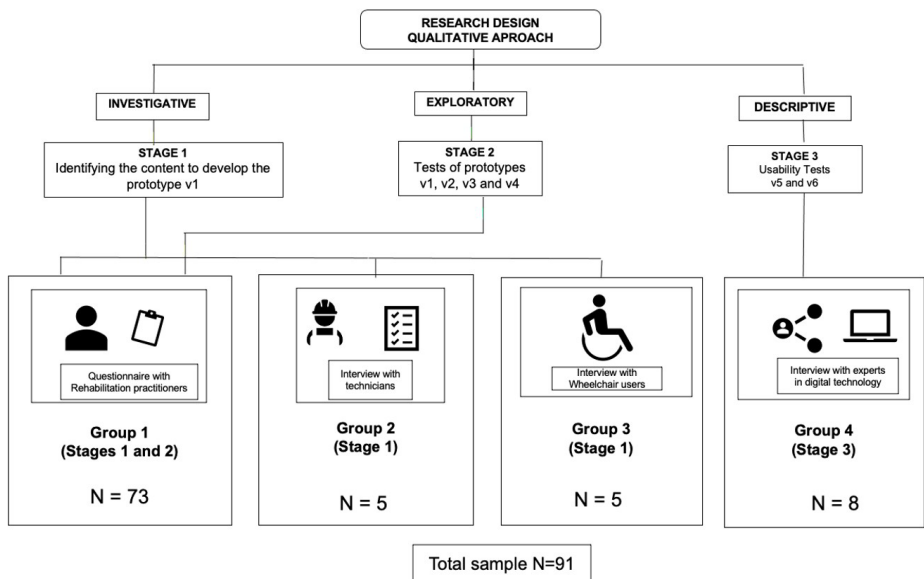 RESEARCH DESIGN
QUALITATIVE APROACH
INVESTIGATIVE
EXPLORATORY
DESCRIPTIVE
STAGE 1
Identifying the content to develop the
prototype v1
STAGE 2
Tests of prototypes
v1, v2, v3 and v4
STAGE 3
Usability Tests
v5 and v6
Questionnaire with
Rehabilitation practitioners
Interview with
technicians
Interview with
Wheelchair users
Interview with experts
in digital technology
Group 1
(Stages 1 and 2)
N = 73
Group 2
(Stage 1)
N = 5
Group 3
(Stage 1)
N = 5
Group 4
(Stage 3)
N = 8
Total sample N=91